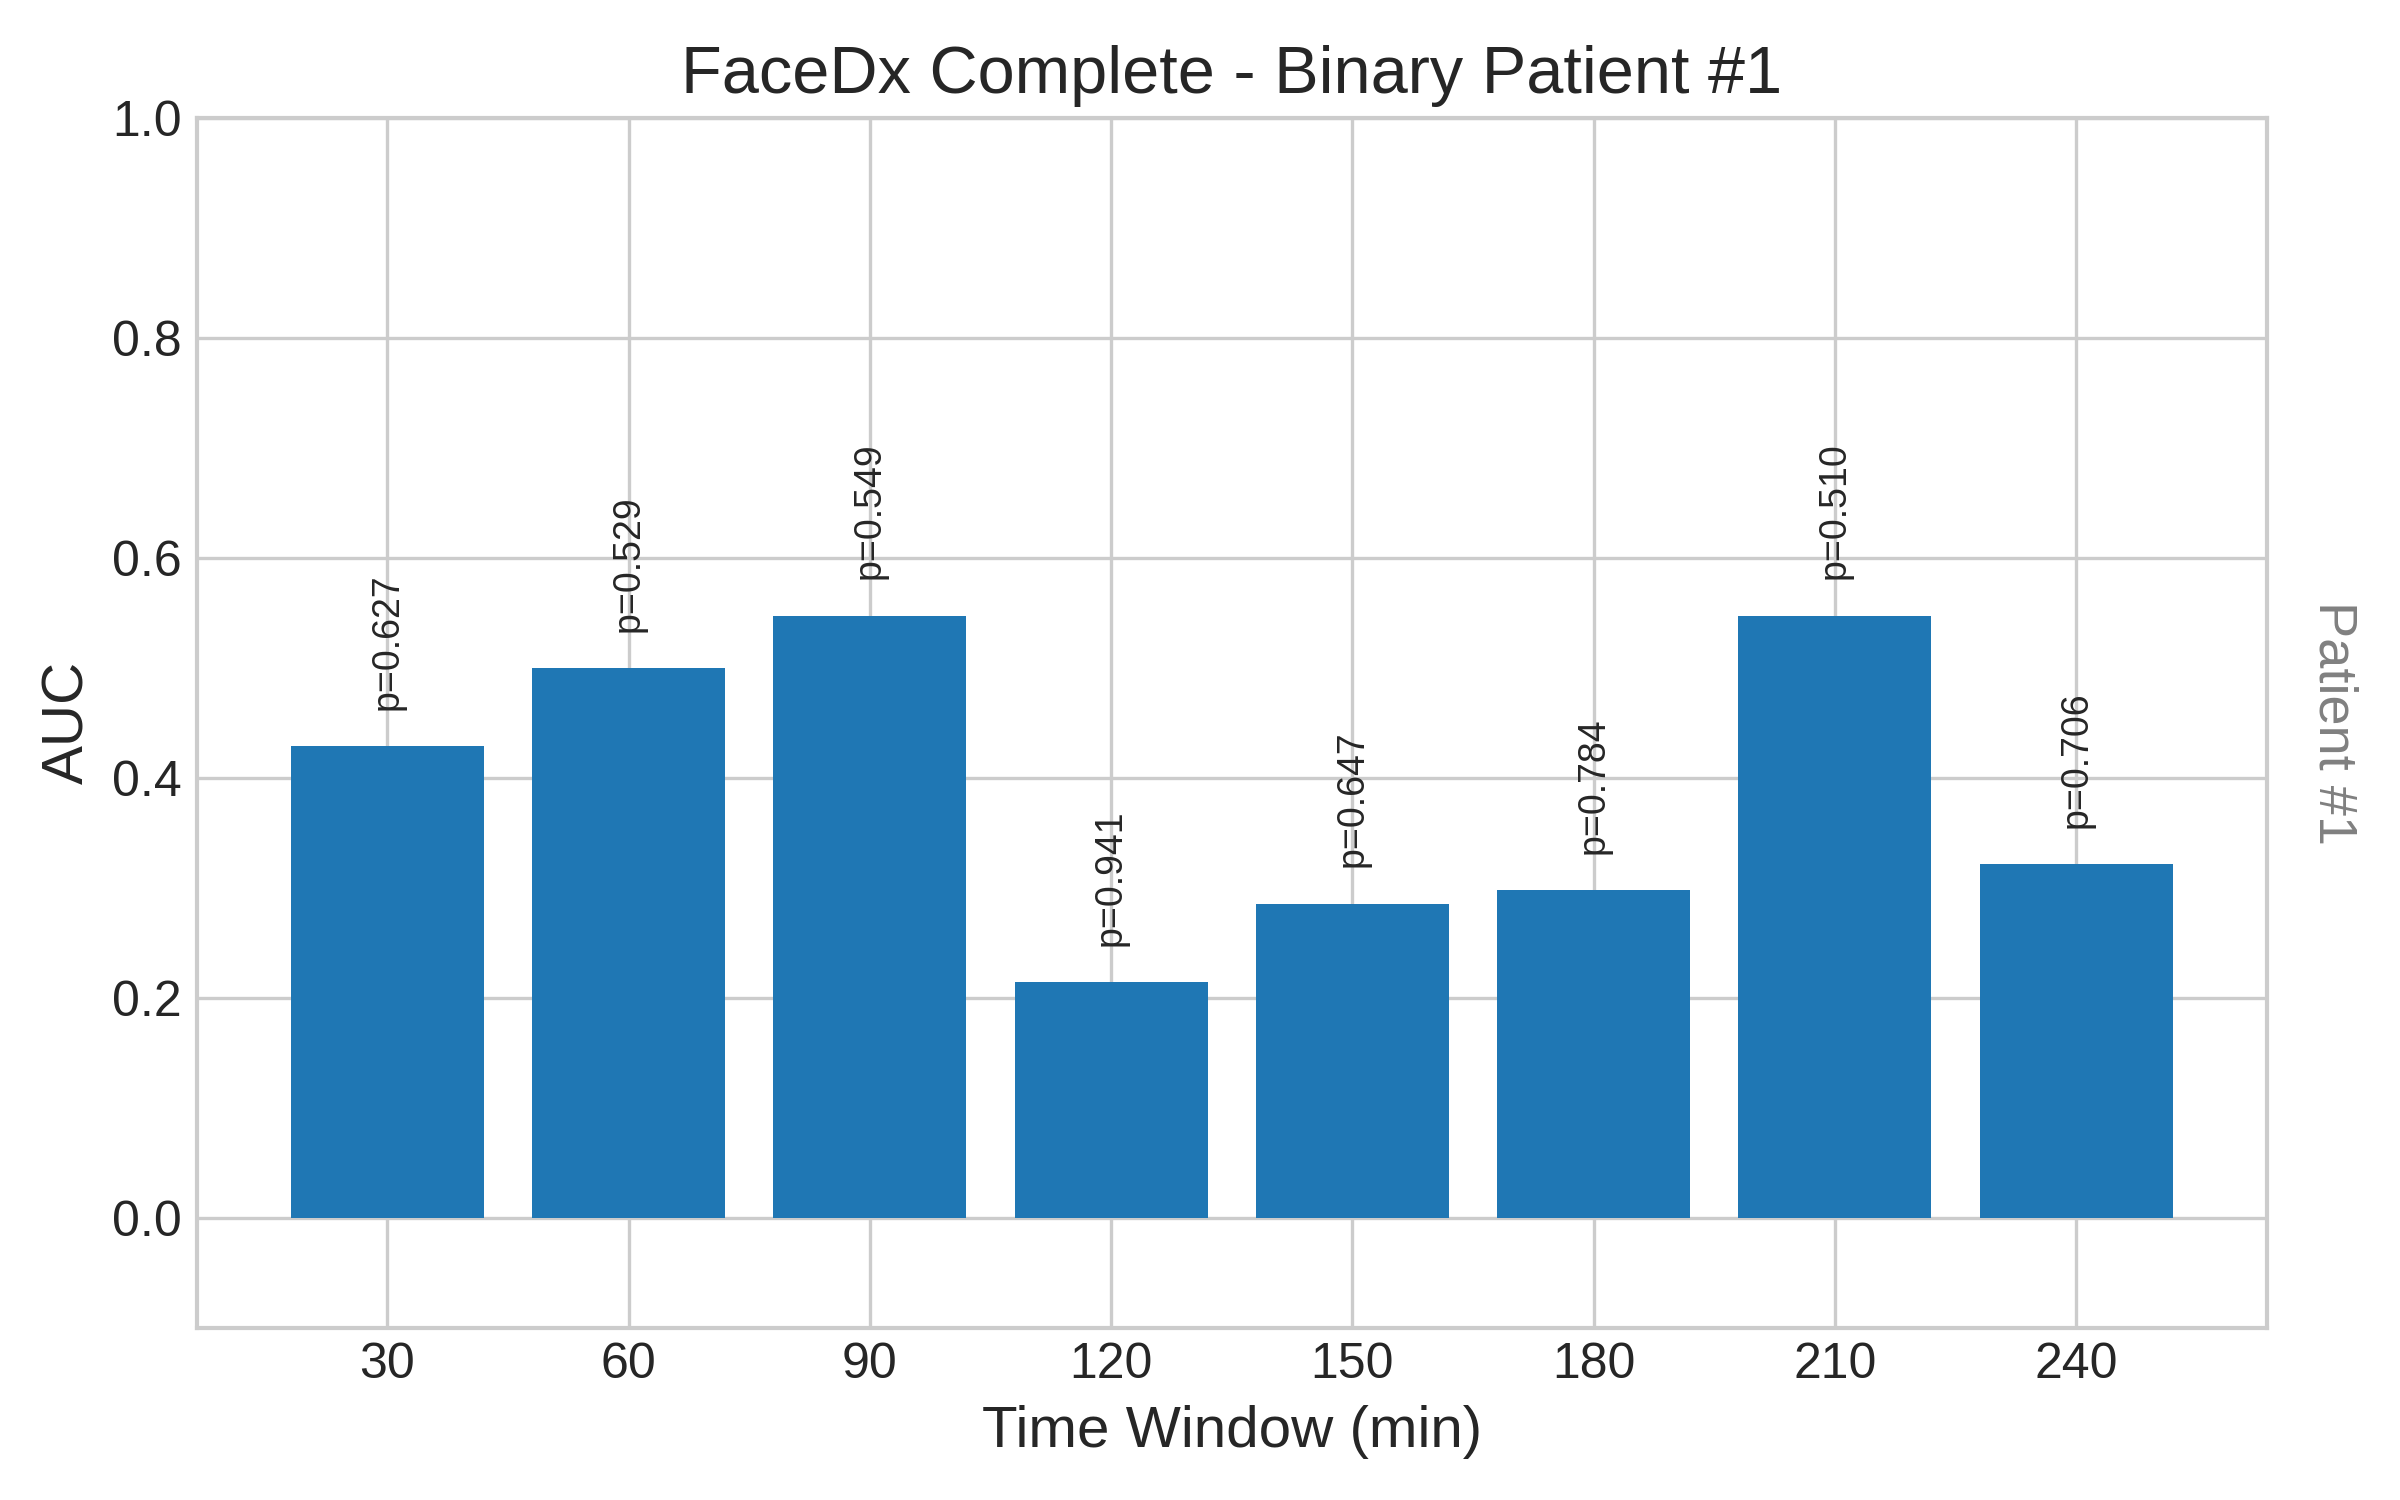 FaceDx Complete - Binary Patient #1
1.0
0.8
0.6
0.4
0.2
0.0
AUC
p=0.627
p=0.529
p=0.549
p=0.941
p=0.647
p=0.784
p=0.510
p=0.706
Patient #1
30 60 90 120 150 180 210 240
Time Window (min)